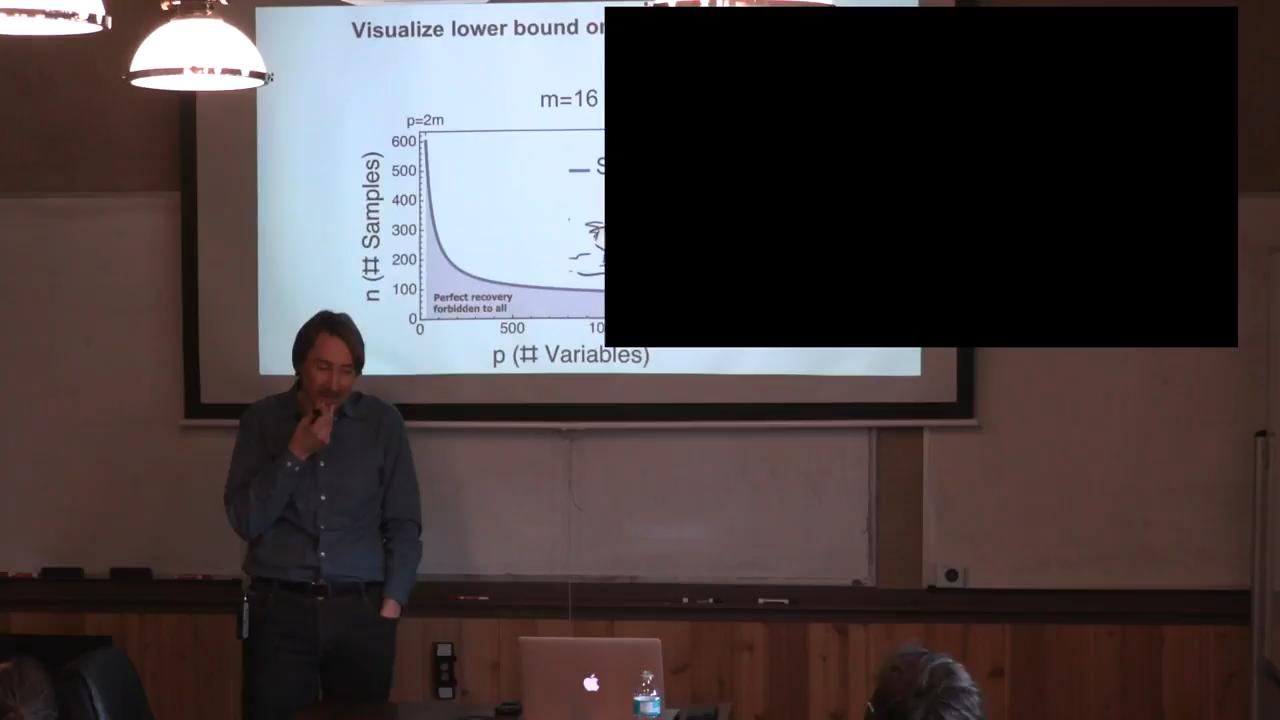 Visualize lower bound
m=16
p=2m
600
500
400
300
200
100
0
n (# Samples)
Perfect recovery
forbidden to all
0
500
p (# Variables)